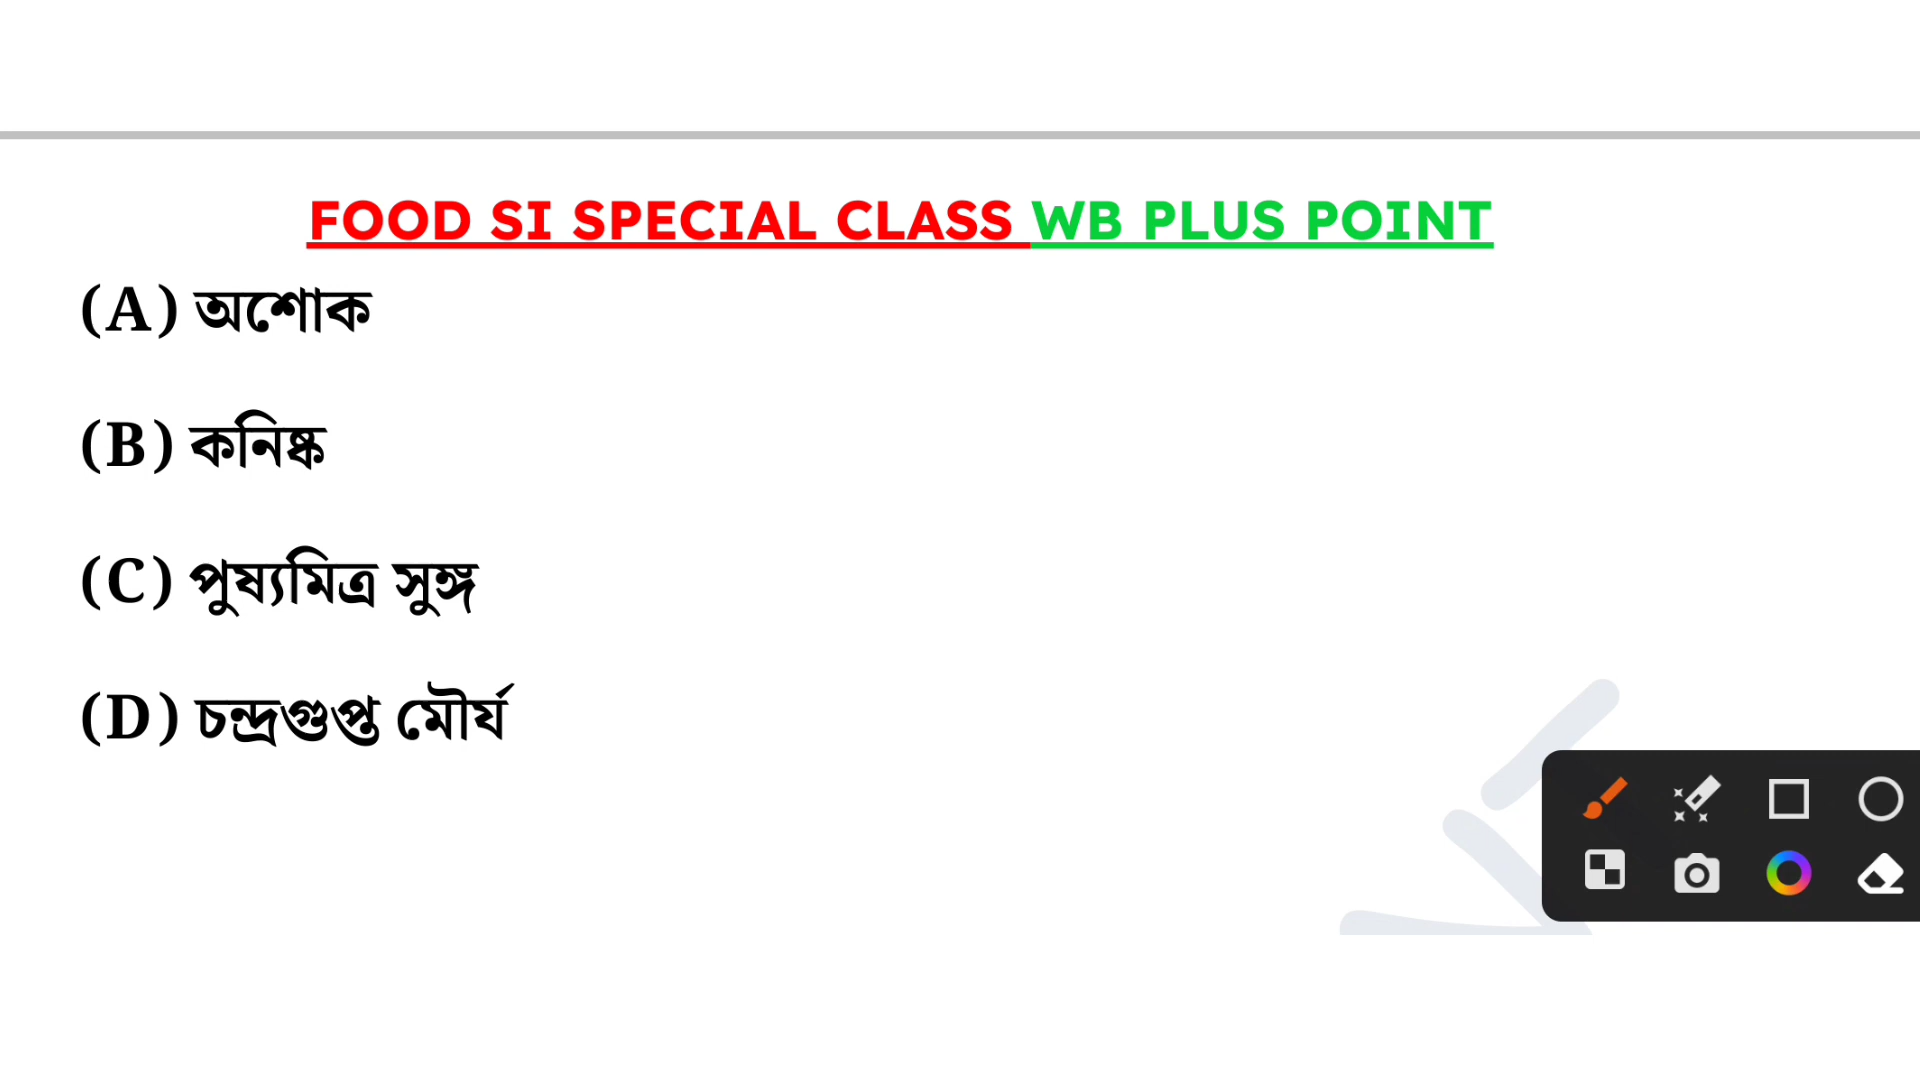 FOOD SI SPECIAL CLASS WB PLUS POINT
(A) অশোক
(B) কনিষ্ক
(C) পুষ্যমিত্র সুঙ্গ
(D) চন্দ্রগুপ্ত মৌর্য